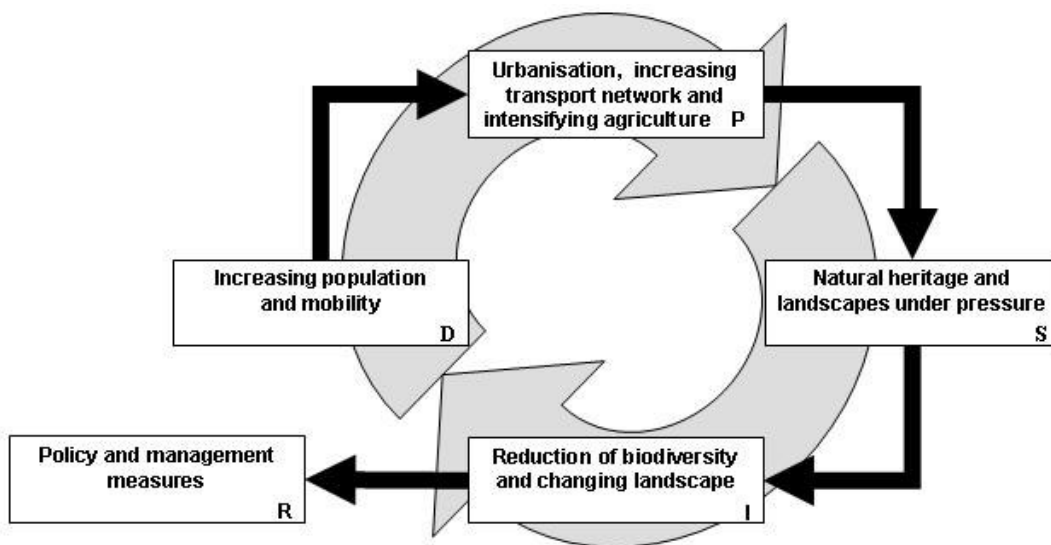 Urbanisation, increasing
transport network and
intensifying agriculture P
Increasing population
and mobility
D
Natural heritage and
landscapes under pressure
S
Policy and management
measures
R
Reduction of biodiversity
and changing landscape
I